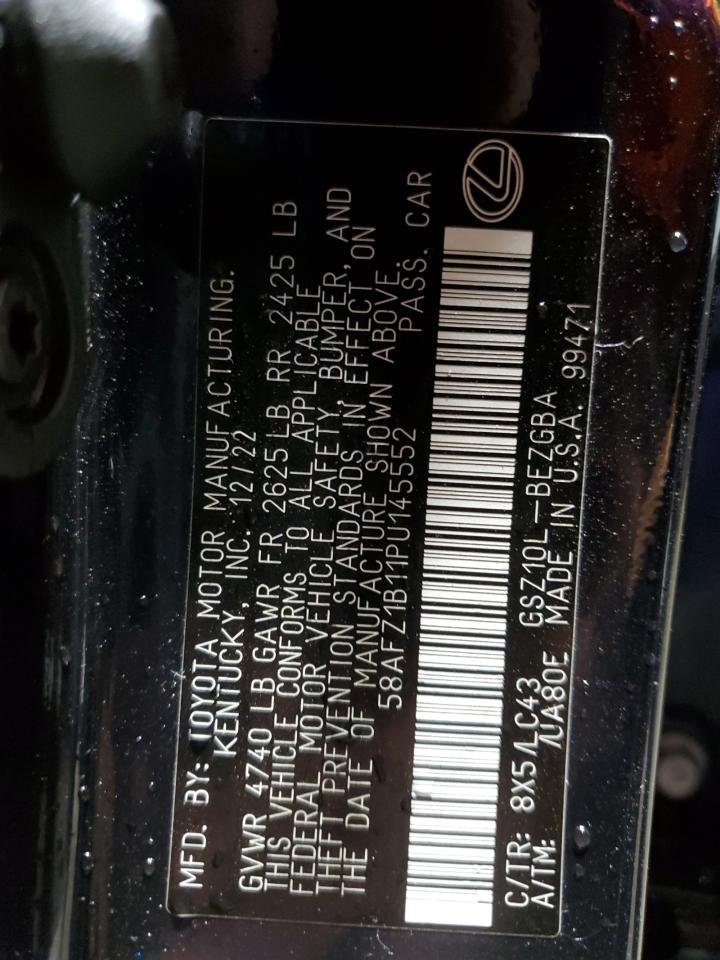 MFD. BY: TOYOTA MOTOR MANUFACTURING.
KENTUCKY, INC. 12/22
GVWR 4740 LB GAWR FR 2625 LB RR 2425 LB
THIS VEHICLE CONFORMS TO ALL APPLICABLE
FEDERAL MOTOR VEHICLE SAFETY, BUMPER, AND
THEFT PREVENTION STANDARDS IN EFFECT ON
THE DATE OF MANUFACTURE SHOWN ABOVE.
58AFZ1B11PU145552 PASS. CAR
C/TR: 8X5/LC43 GSZ10L-BEZGBA
A/TM: /UA80E MADE IN U.S.A. 99471